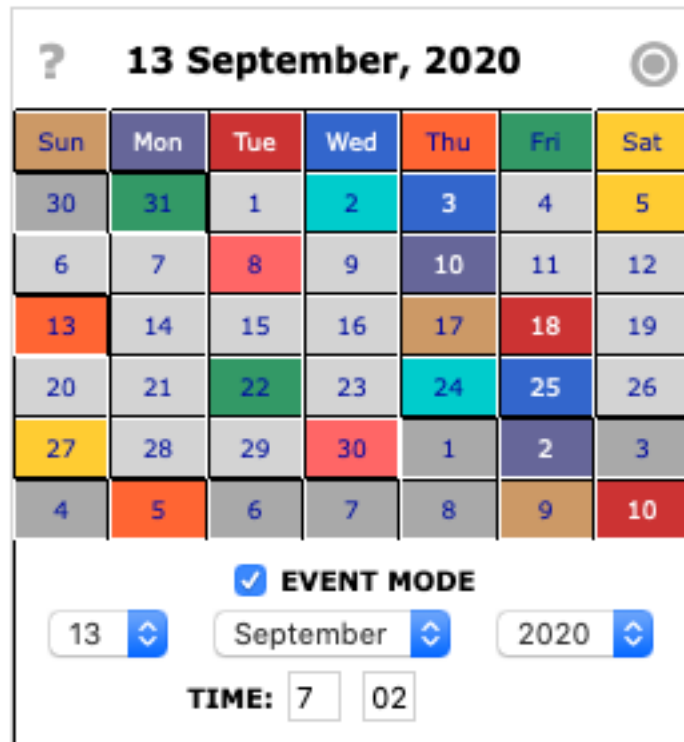 ? 13 September, 2020
Sun Mon Tue Wed Thu Fri Sat
30 31 1 2 3 4 5
6 7 8 9 10 11 12
13 14 15 16 17 18 19
20 21 22 23 24 25 26
27 28 29 30 1 2 3
4 5 6 7 8 9 10
EVENT MODE
13 September 2020
TIME: 7 02